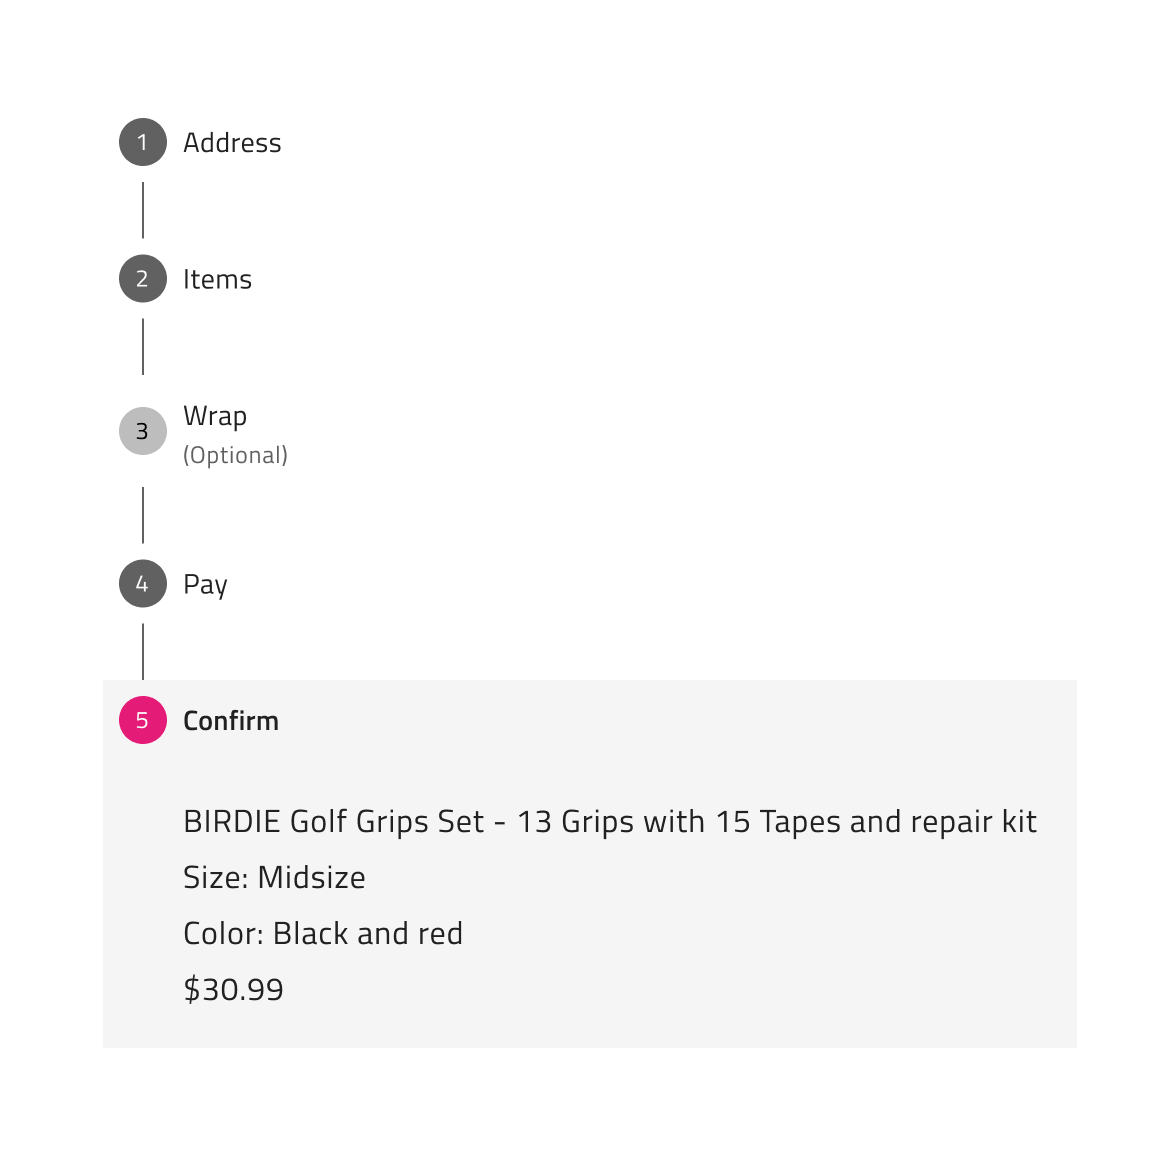 1 Address
2 Items
3 Wrap
(Optional)
4 Pay
5 Confirm
BIRDIE Golf Grips Set - 13 Grips with 15 Tapes and repair kit
Size: Midsize
Color: Black and red
$30.99